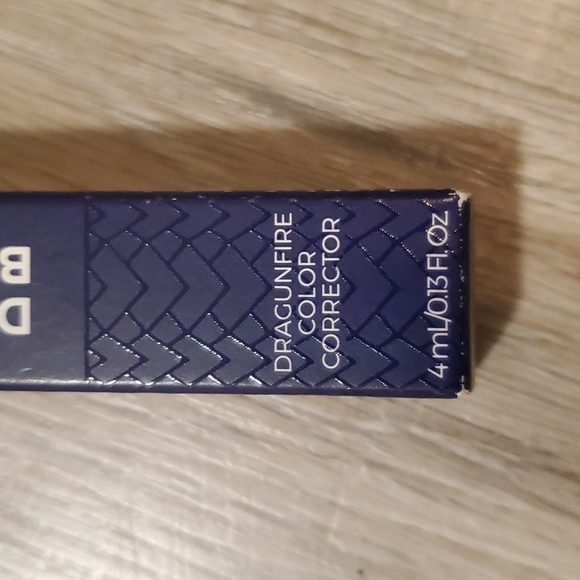 DRAGUNFIRE
COLOR
CORRECTOR
4 mL/0.13 Fl. Oz